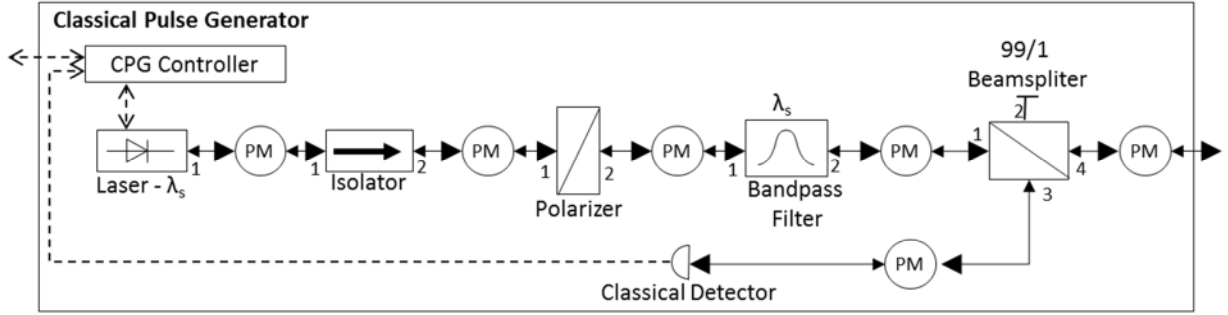 Classical Pulse Generator
CPG Controller
99/1
Beamspliter
λs
2
1
PM
PM
PM
PM
PM
1
1
2
1
2
1
2
4
Laser - λs
Isolator
Polarizer
Bandpass
Filter
3
PM
Classical Detector